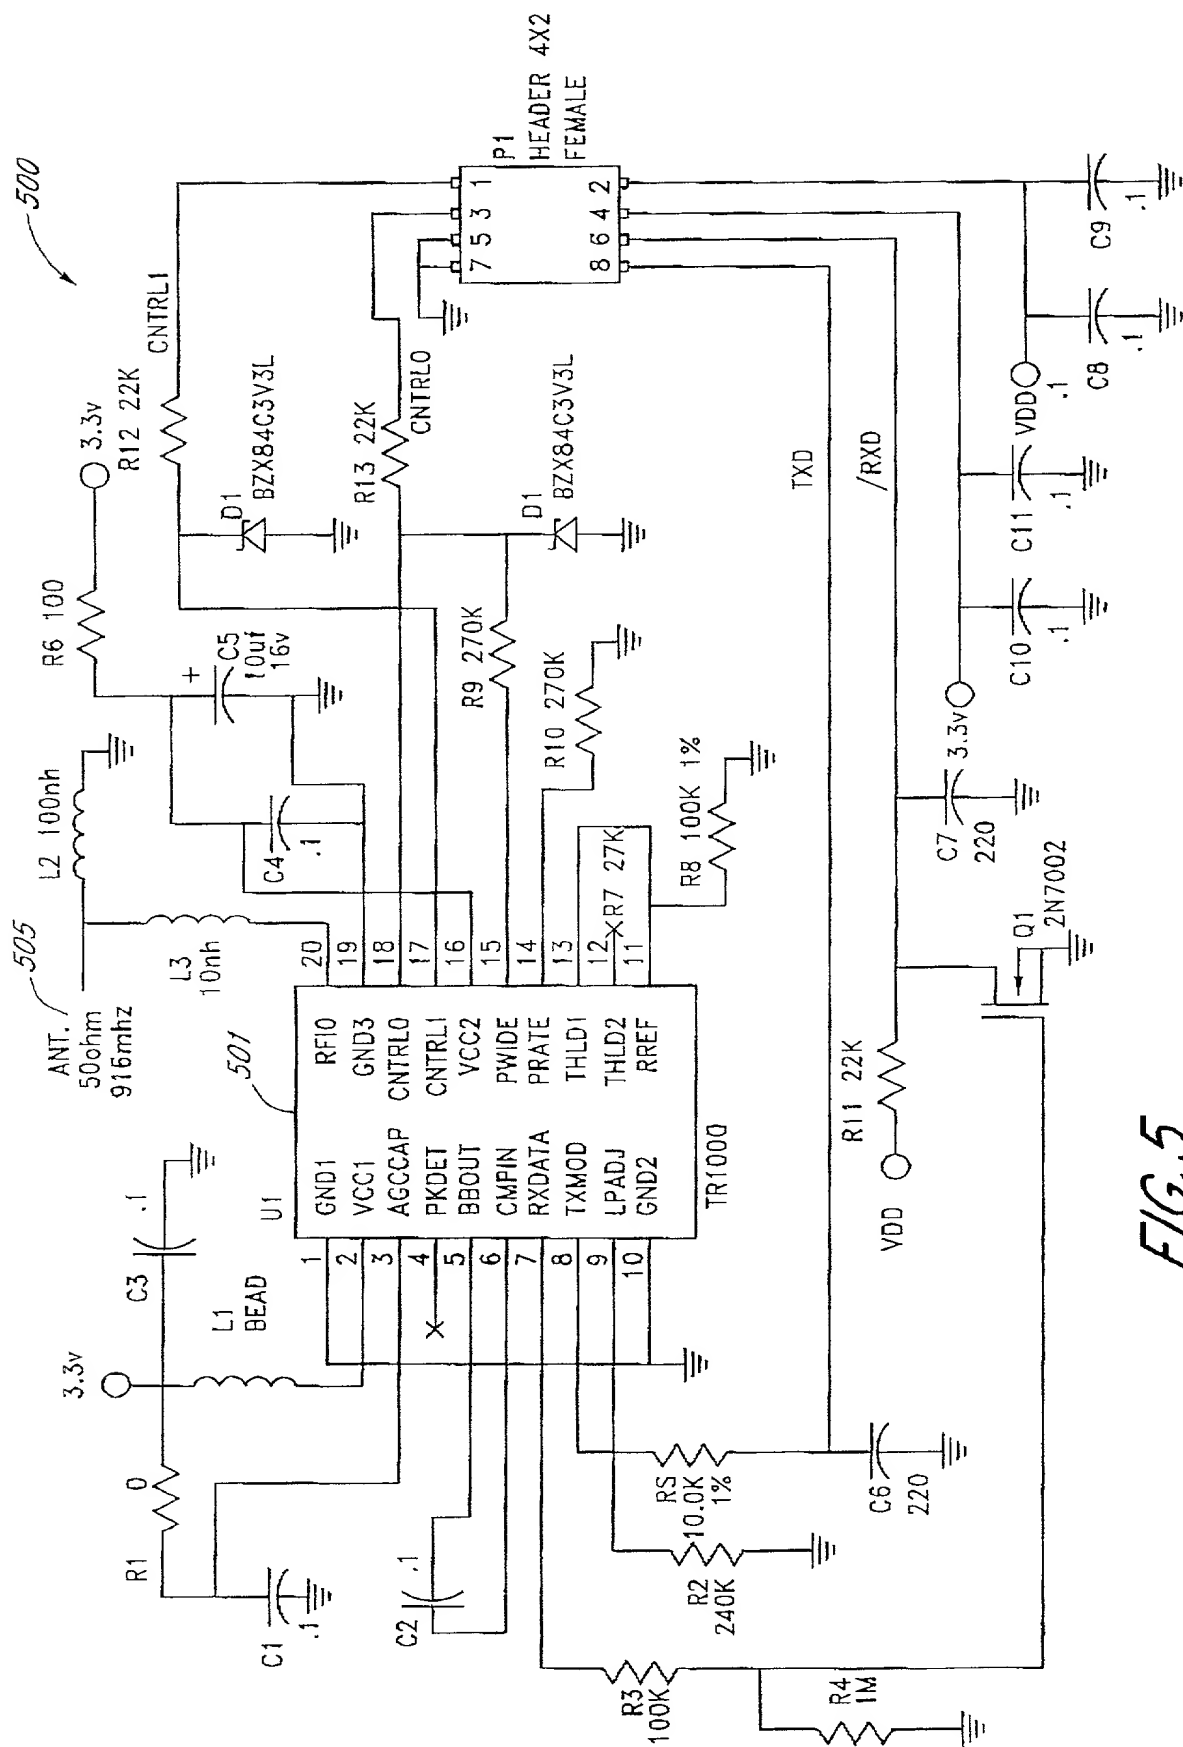 500
505
ANT.
50ohm
916mhz
L2 100nh
L3
10nh
R6 100
3.3v
R12 22K
CNTRL1
+
C5
10uf
16v
C4
.1
D1
BZX84C3V3L
R13 22K
CNTRL0
D1
BZX84C3V3L
R9 270K
R10 270K
R8 100K 1%
R7 27K
P1
HEADER 4X2
FEMALE
1
3
5
7
2
4
6
8
3.3v
C3
.1
L1
BEAD
R1
0
C1
.1
C2
.1
501
U1
TR1000
1 GND1
2 VCC1
3 AGCCAP
4 PKDET
5 BBOUT
6 CMPIN
7 RXDATA
8 TXMOD
9 LPADJ
10 GND2
RFIO 20
GND3 19
CNTRL0 18
CNTRL1 17
VCC2 16
PWIDE 15
PRATE 14
THLD1 13
THLD2 12
RREF 11
RS
10.0K
1%
R2
240K
R3
100K
R4
1M
C6
220
TXD
/RXD
VDD
R11 22K
C7
220
Q1
2N7002
3.3v
C10
.1
C11
.1
VDD
.1
C8
.1
C9
.1
FIG. 5